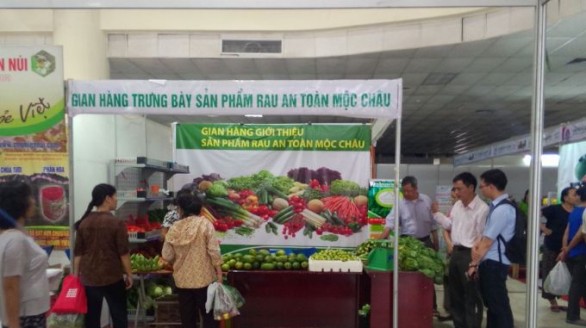 N NÚI
Việt
GIAN HÀNG TRƯNG BÀY SẢN PHẨM RAU AN TOÀN MỘC CHÂU
GIAN HÀNG GIỚI THIỆU
SẢN PHẨM RAU AN TOÀN MỘC CHÂU